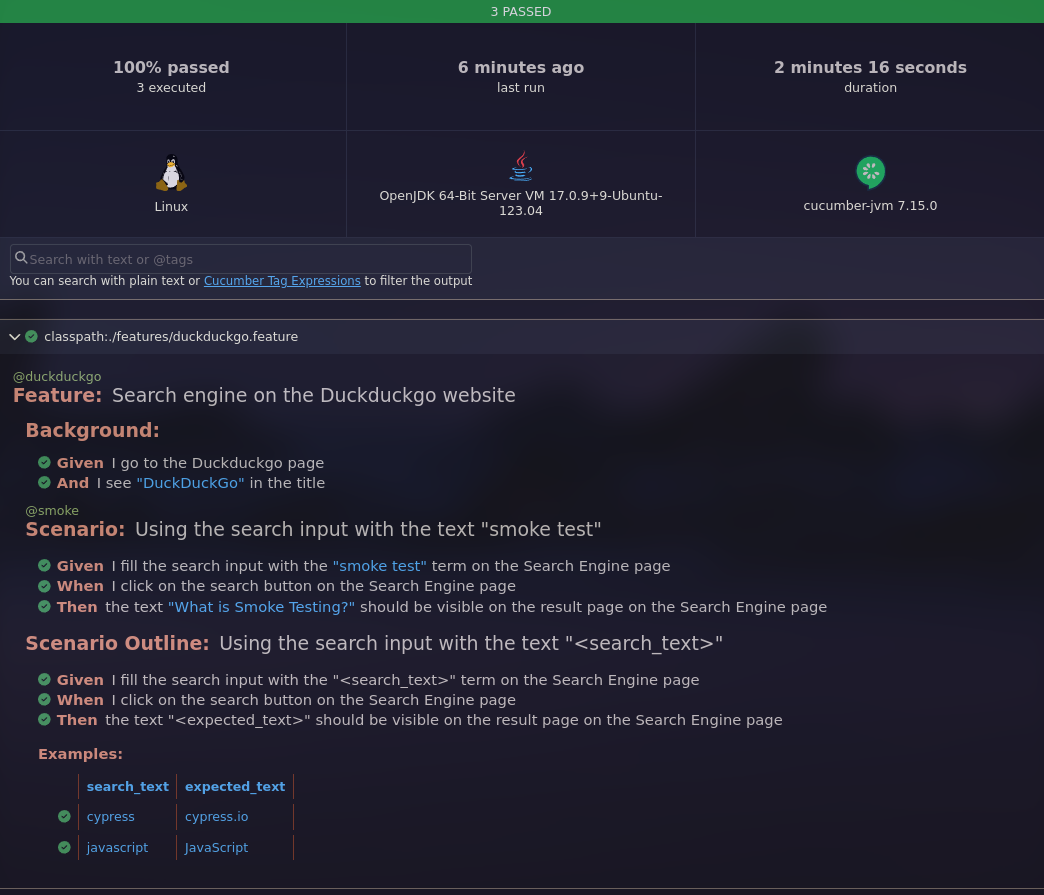 3 PASSED
100% passed
3 executed
6 minutes ago
last run
2 minutes 16 seconds
duration
Linux
OpenJDK 64-Bit Server VM 17.0.9+9-Ubuntu-
123.04
cucumber-jvm 7.15.0
Search with text or @tags
You can search with plain text or Cucumber Tag Expressions to filter the output
classpath:./features/duckduckgo.feature
@duckduckgo
Feature: Search engine on the Duckduckgo website
Background:
Given I go to the Duckduckgo page
And I see "DuckDuckGo" in the title
@smoke
Scenario: Using the search input with the text "smoke test"
Given I fill the search input with the "smoke test" term on the Search Engine page
When I click on the search button on the Search Engine page
Then the text "What is Smoke Testing?" should be visible on the result page on the Search Engine page
Scenario Outline: Using the search input with the text "<search_text>"
Given I fill the search input with the "<search_text>" term on the Search Engine page
When I click on the search button on the Search Engine page
Then the text "<expected_text>" should be visible on the result page on the Search Engine page
Examples:
search_text expected_text
cypress cypress.io
javascript JavaScript